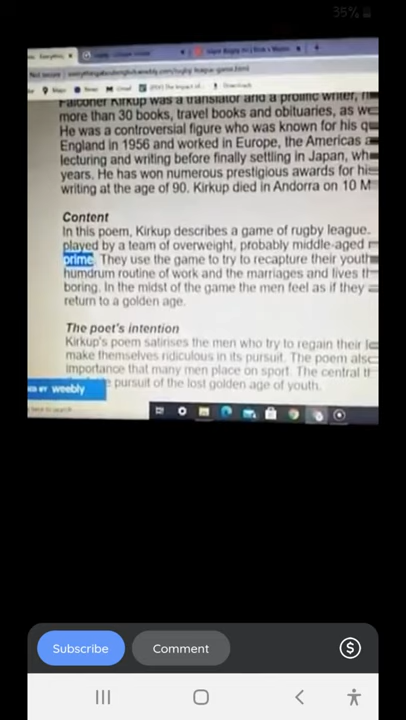 35%
Not secure
Maps
News
Gmail
Falconer Kirkup was a translator and a prolific writer,
more than 30 books, travel books and obituaries, as we
He was a controversial figure who was known for his
England in 1956 and worked in Europe, the Americas
lecturing and writing before finally settling in Japan, wh
years. He has won numerous prestigious awards for his
writing at the age of 90. Kirkup died in Andorra on 10 M
Content
In this poem, Kirkup describes a game of rugby league.
played by a team of overweight, probably middle-aged
prime. They use the game to try to recapture their youth
humdrum routine of work and the marriages and lives th
boring. In the midst of the game the men feel as if they
return to a golden age.
The poet's intention
Kirkup's poem satirises the men who try to regain their
make themselves ridiculous in its pursuit. The poem also
importance that many men place on sport. The central th
pursuit of the lost golden age of youth.
weebly
Subscribe
Comment